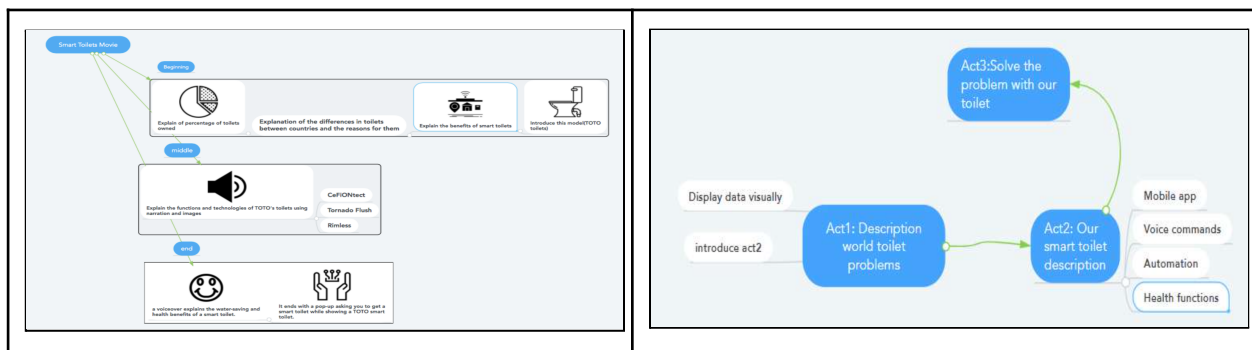 Smart Toilets Movie
Beginning
Explain of percentage of toilets
owned
Explanation of the differences in toilets
between countries and the reasons for them
Explain the benefits of smart toilets
Introduce this model(TOTO
toilets)
middle
Explain the functions and technologies of TOTO's toilets using
narration and images
CeFIONtect
Tornado Flush
Rimless
end
a voiceover explains the water-saving and
health benefits of a smart toilet.
It ends with a pop-up asking you to get a
smart toilet while showing a TOTO smart
toilet.
Act3:Solve the
problem with our
toilet
Display data visually
introduce act2
Act1: Description
world toilet
problems
Act2: Our
smart toilet
description
Mobile app
Voice commands
Automation
Health functions